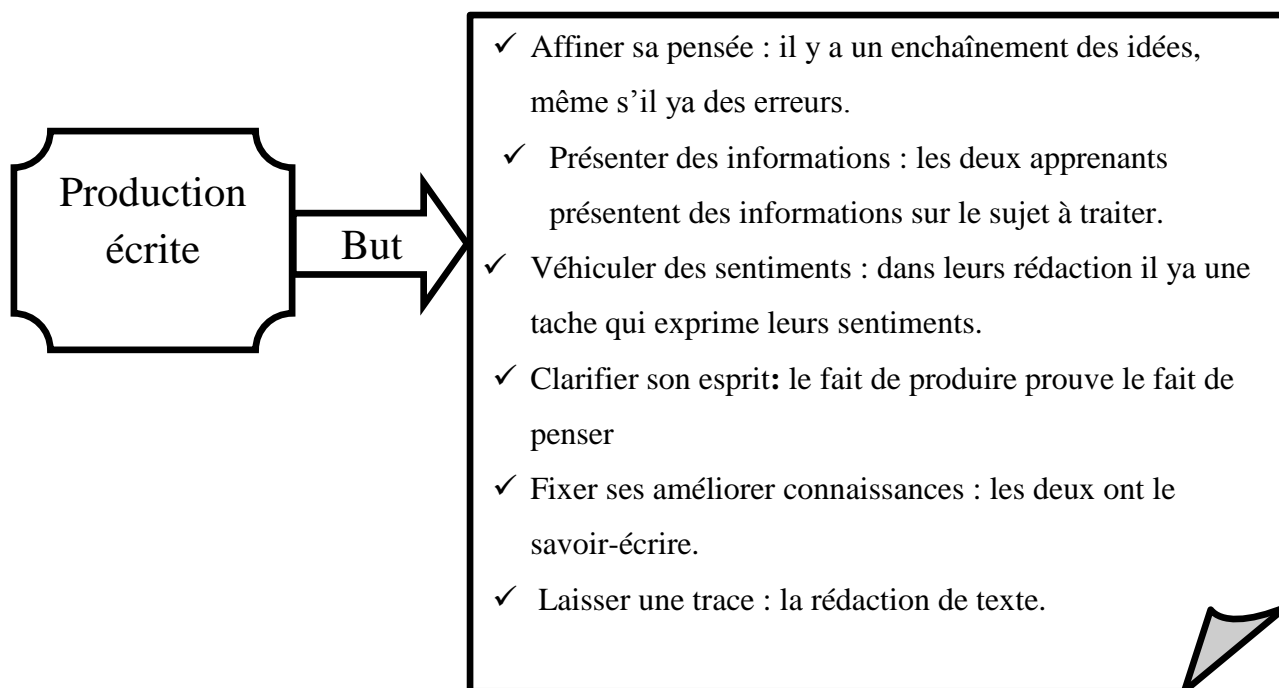 Production
écrite
But
✓ Affiner sa pensée : il y a un enchaînement des idées,
même s’il ya des erreurs.
✓ Présenter des informations : les deux apprenants
présentent des informations sur le sujet à traiter.
✓ Véhiculer des sentiments : dans leurs rédaction il ya une
tache qui exprime leurs sentiments.
✓ Clarifier son esprit: le fait de produire prouve le fait de
penser
✓ Fixer ses améliorer connaissances : les deux ont le
savoir-écrire.
✓ Laisser une trace : la rédaction de texte.